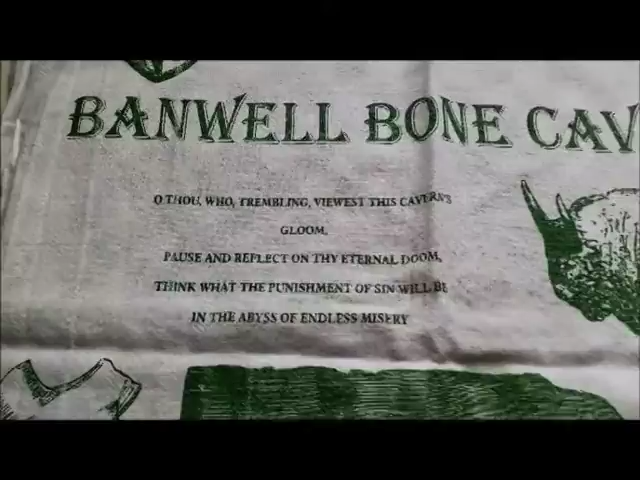 BANWELL BONE CAV
O THOU, WHO, TREMBLING, VIEWEST THIS CAVERN'S
GLOOM,
PAUSE AND REFLECT ON THY ETERNAL DOOM,
THINK WHAT THE PUNISHMENT OF SIN WILL BE
IN THE ABYSS OF ENDLESS MISERY